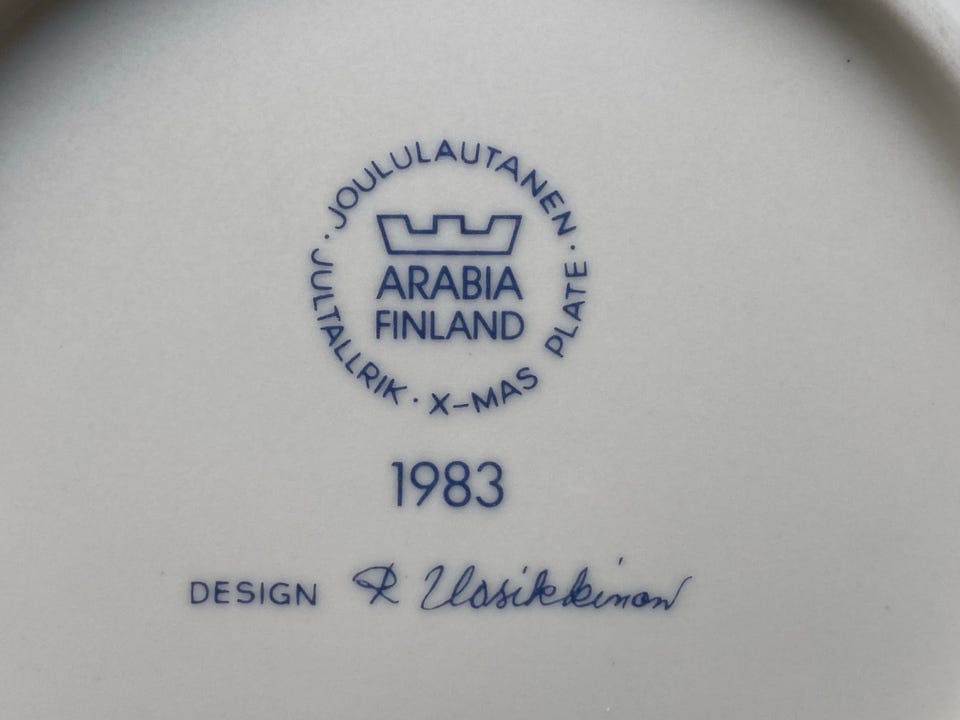 JOULULAUTANEN · X-MAS PLATE · JULTALLRIK ·
ARABIA
FINLAND
1983
DESIGN R Uosikkinen